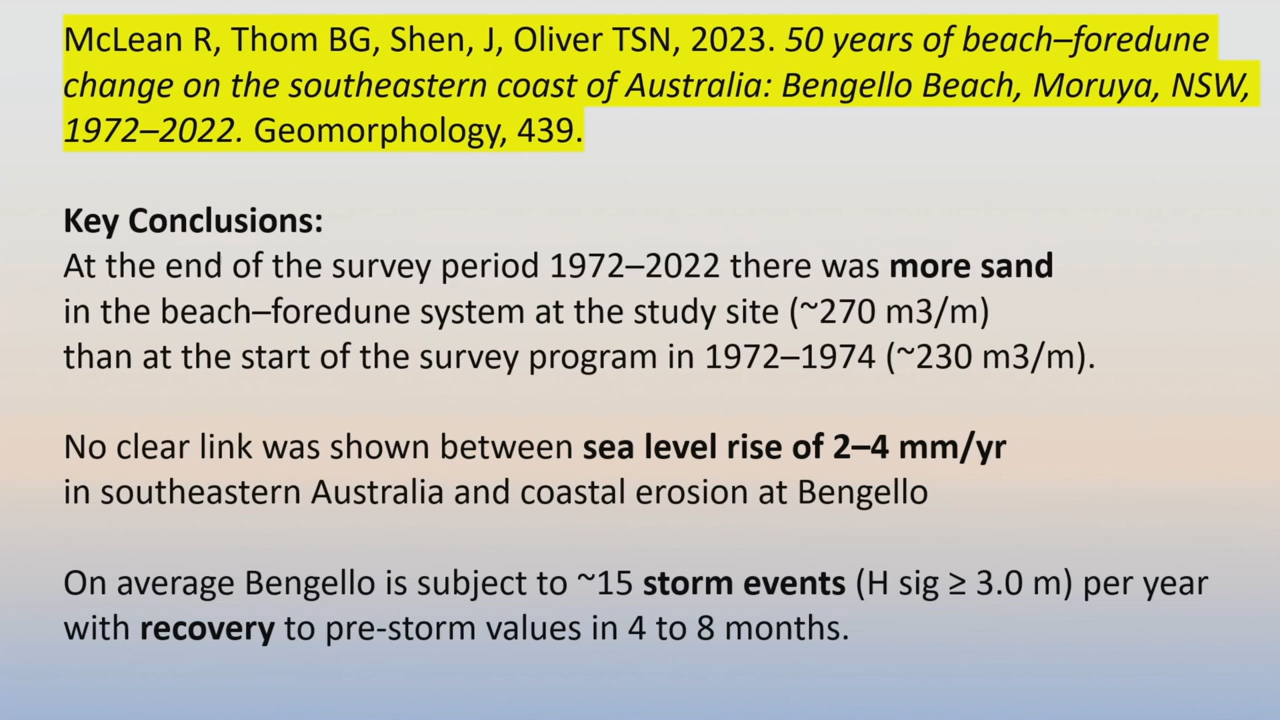 McLean R, Thom BG, Shen, J, Oliver TSN, 2023. 50 years of beach–foredune
change on the southeastern coast of Australia: Bengello Beach, Moruya, NSW,
1972–2022. Geomorphology, 439.
Key Conclusions:
At the end of the survey period 1972–2022 there was more sand
in the beach–foredune system at the study site (~270 m3/m)
than at the start of the survey program in 1972–1974 (~230 m3/m).
No clear link was shown between sea level rise of 2–4 mm/yr
in southeastern Australia and coastal erosion at Bengello
On average Bengello is subject to ~15 storm events (H sig ≥ 3.0 m) per year
with recovery to pre-storm values in 4 to 8 months.